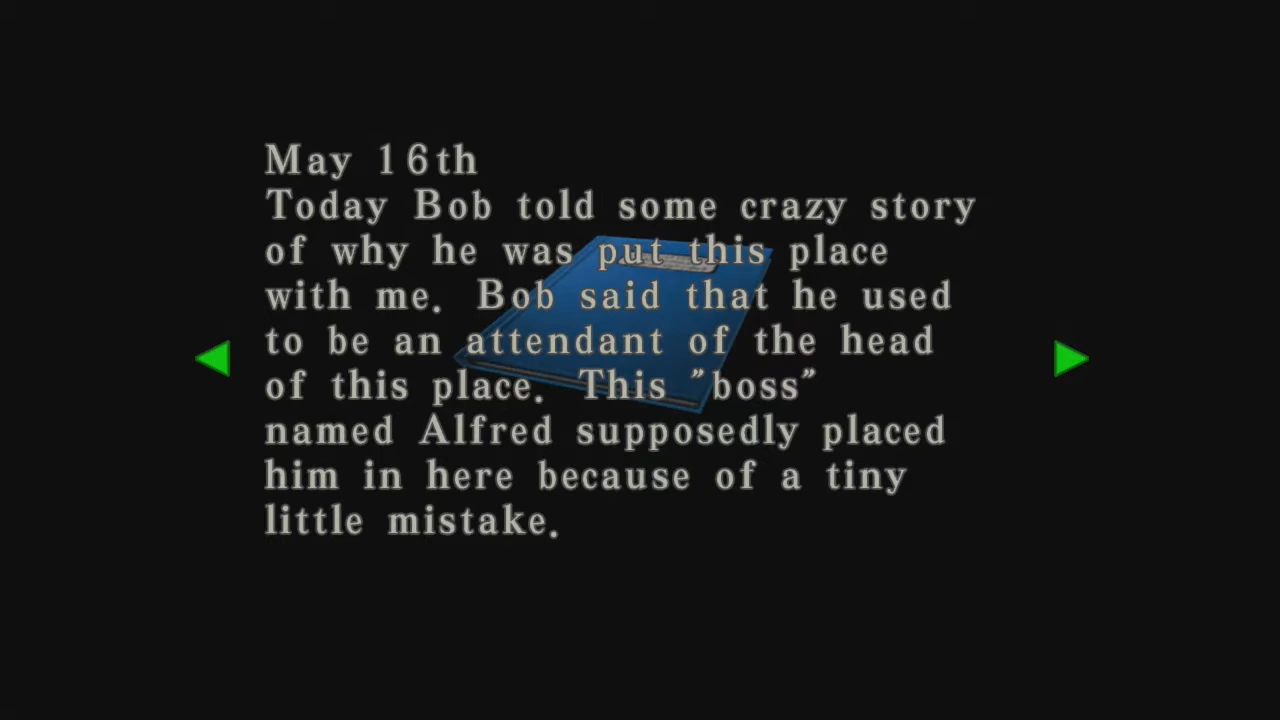 May 16th
Today Bob told some crazy story
of why he was put this place
with me. Bob said that he used
to be an attendant of the head
of this place. This "boss"
named Alfred supposedly placed
him in here because of a tiny
little mistake.